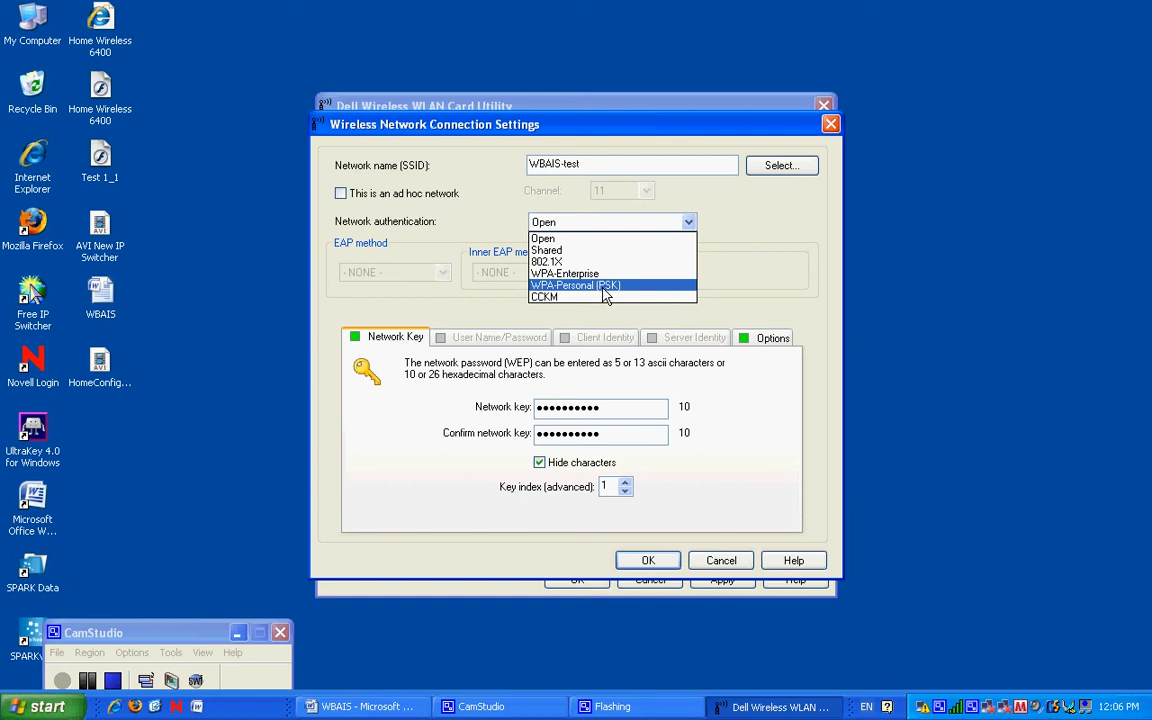 My Computer
Home Wireless
6400
Recycle Bin
Home Wireless
6400
Internet
Explorer
Test 1_1
Mozilla Firefox
AVI New IP
Switcher
Free IP
Switcher
WBAIS
Novell Login
HomeConfig...
UltraKey 4.0
for Windows
Microsoft
Office W...
SPARK Data
Dell Wireless WLAN Card Utility
Wireless Network Connection Settings
Network name (SSID):
WBAIS-test
Select...
This is an ad hoc network
Channel:
11
Network authentication:
Open
Open
Shared
802.1X
WPA-Enterprise
WPA-Personal (PSK)
CCKM
EAP method
- NONE -
Inner EAP me
- NONE -
Network Key
User Name/Password
Client Identity
Server Identity
Options
The network password (WEP) can be entered as 5 or 13 ascii characters or
10 or 26 hexadecimal characters.
Network key:
10
Confirm network key:
10
Hide characters
Key index (advanced):
1
OK
Cancel
Help
OK
Cancel
Apply
Help
CamStudio
File
Region
Options
Tools
View
Help
start
WBAIS - Microsoft ...
CamStudio
Flashing
Dell Wireless WLAN ...
EN
12:06 PM